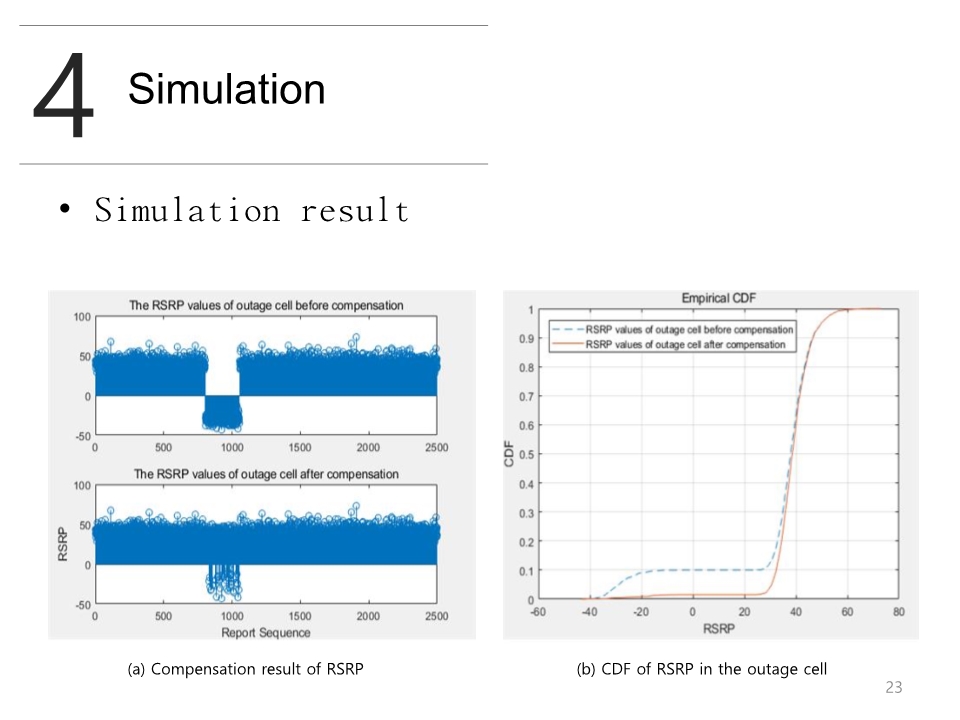 4 Simulation
• Simulation result
The RSRP values of outage cell before compensation
100
50
0
-50
0 500 1000 1500 2000 2500
The RSRP values of outage cell after compensation
100
50
0
-50
RSRP
0 500 1000 1500 2000 2500
Report Sequence
(a) Compensation result of RSRP
Empirical CDF
RSRP values of outage cell before compensation
RSRP values of outage cell after compensation
1
0.9
0.8
0.7
0.6
0.5
0.4
0.3
0.2
0.1
0
CDF
-60 -40 -20 0 20 40 60 80
RSRP
(b) CDF of RSRP in the outage cell
23